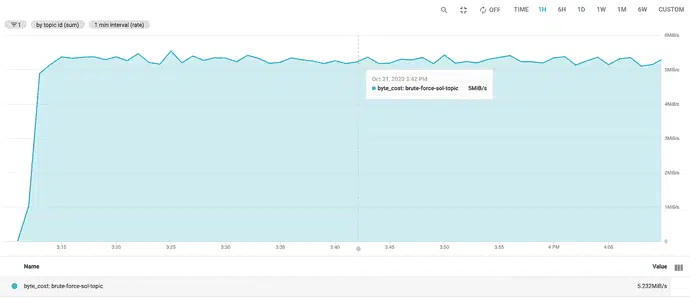 OFF TIME 1H 6H 1D 1W 1M 6W CUSTOM
1 by topic id (sum) 1 min interval (rate)
6MiB/s
Oct 21, 2020 3:42 PM
byte_cost: brute-force-sol-topic 5MiB/s
5MiB/s
4MiB/s
3MiB/s
2MiB/s
1MiB/s
0
3:15 3:20 3:25 3:30 3:35 3:40 3:45 3:50 3:55 4 PM 4:05
Name Value
byte_cost: brute-force-sol-topic 5.232MiB/s